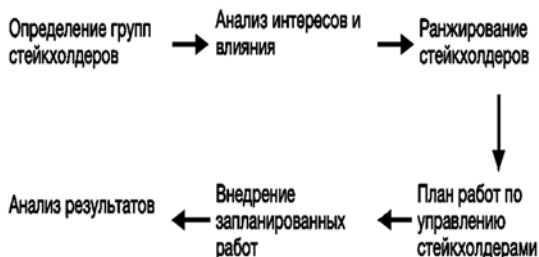 Определение групп
стейкхолдеров
Анализ интересов и
влияния
Ранжирование
стейкхолдеров
План работ по
управлению
стейкхолдерами
Внедрение
запланированных
работ
Анализ результатов